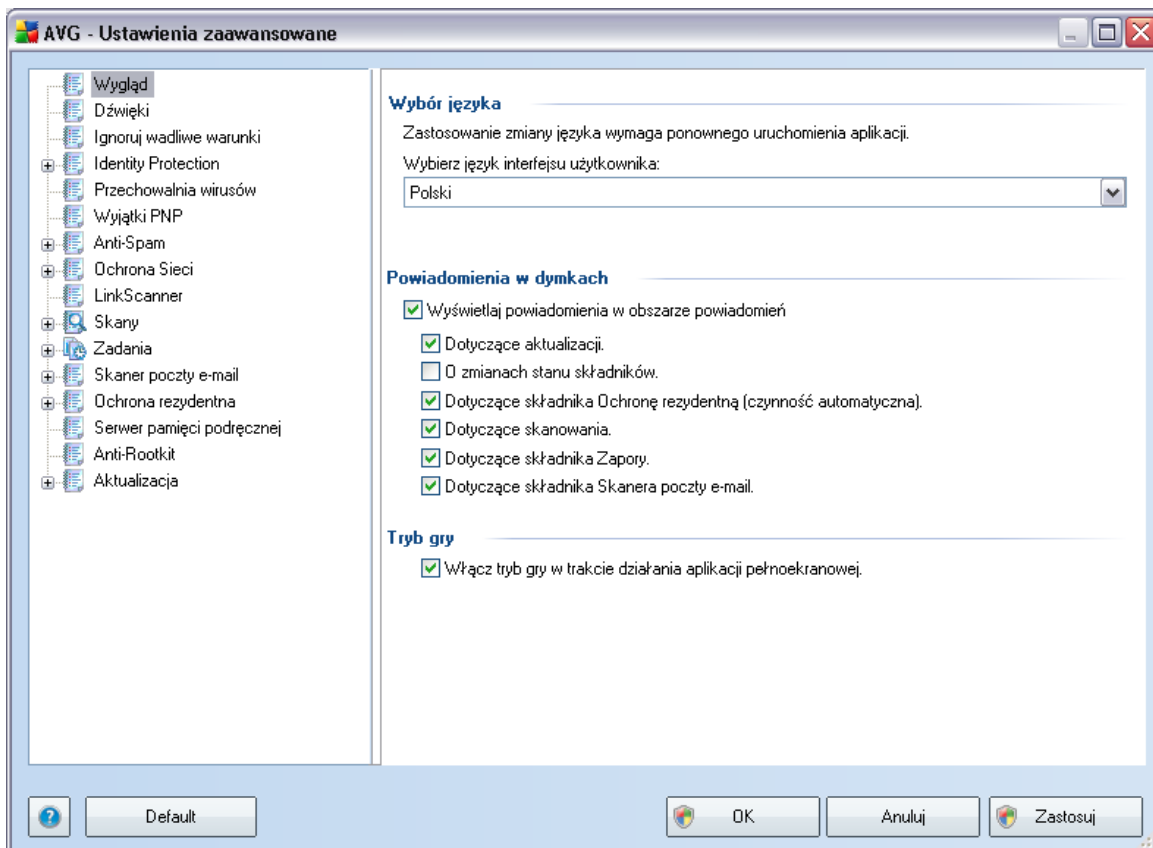 AVG - Ustawienia zaawansowane
Wygląd
Dźwięki
Ignoruj wadliwe warunki
Identity Protection
Przechowalnia wirusów
Wyjątki PNP
Anti-Spam
Ochrona Sieci
LinkScanner
Skany
Zadania
Skaner poczty e-mail
Ochrona rezydentna
Serwer pamięci podręcznej
Anti-Rootkit
Aktualizacja
Wybór języka
Zastosowanie zmiany języka wymaga ponownego uruchomienia aplikacji.
Wybierz język interfejsu użytkownika:
Polski
Powiadomienia w dymkach
Wyświetlaj powiadomienia w obszarze powiadomień
Dotyczące aktualizacji.
O zmianach stanu składników.
Dotyczące składnika Ochronę rezydentną (czynność automatyczna).
Dotyczące skanowania.
Dotyczące składnika Zapory.
Dotyczące składnika Skanera poczty e-mail.
Tryb gry
Włącz tryb gry w trakcie działania aplikacji pełnoekranowej.
Default
OK
Anuluj
Zastosuj